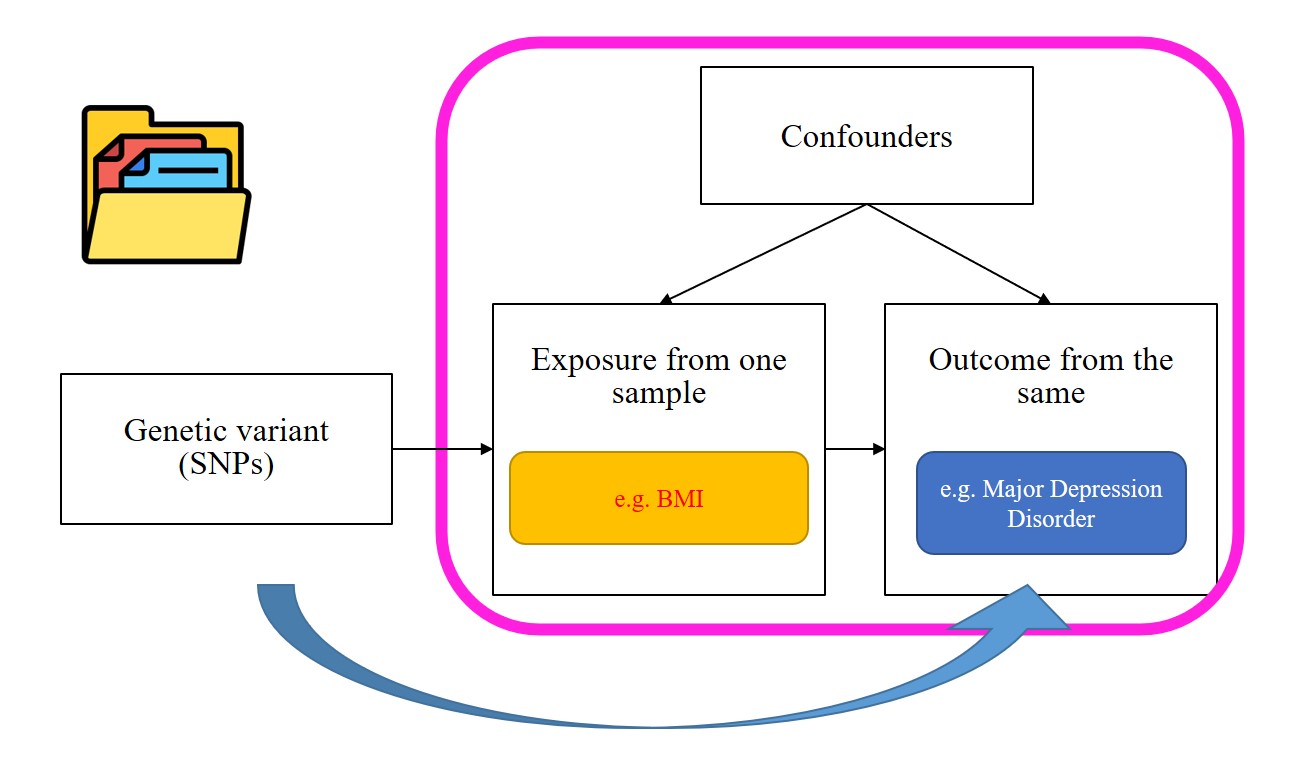 Confounders
Exposure from one
sample
Outcome from the
same
Genetic variant
(SNPs)
e.g. BMI
e.g. Major Depression
Disorder